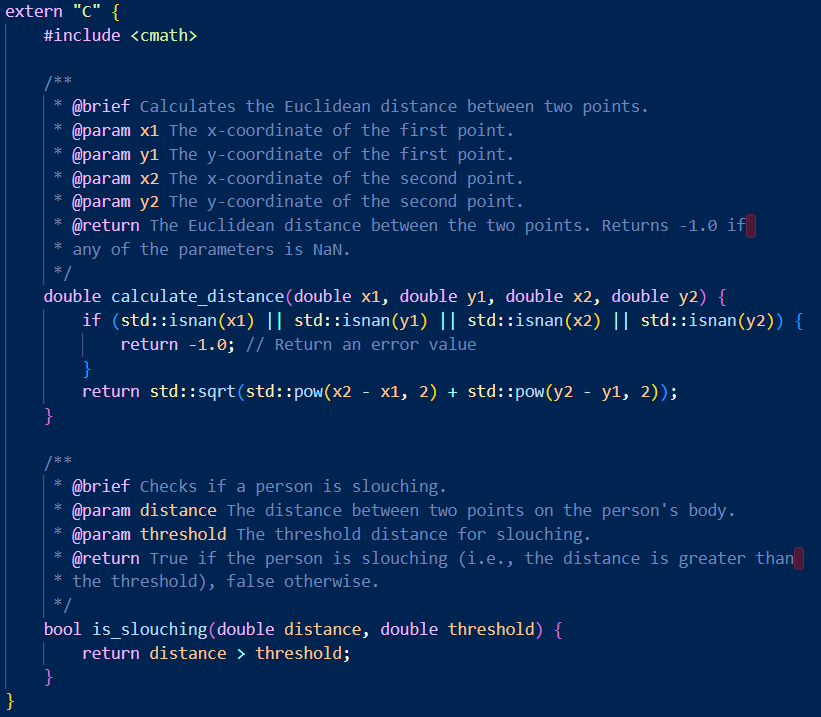 extern "C" {
    #include <cmath>

    /**
     * @brief Calculates the Euclidean distance between two points.
     * @param x1 The x-coordinate of the first point.
     * @param y1 The y-coordinate of the first point.
     * @param x2 The x-coordinate of the second point.
     * @param y2 The y-coordinate of the second point.
     * @return The Euclidean distance between the two points. Returns -1.0 if
     * any of the parameters is NaN.
     */
    double calculate_distance(double x1, double y1, double x2, double y2) {
        if (std::isnan(x1) || std::isnan(y1) || std::isnan(x2) || std::isnan(y2)) {
            return -1.0; // Return an error value
        }
        return std::sqrt(std::pow(x2 - x1, 2) + std::pow(y2 - y1, 2));
    }

    /**
     * @brief Checks if a person is slouching.
     * @param distance The distance between two points on the person's body.
     * @param threshold The threshold distance for slouching.
     * @return True if the person is slouching (i.e., the distance is greater than
     * the threshold), false otherwise.
     */
    bool is_slouching(double distance, double threshold) {
        return distance > threshold;
    }
}